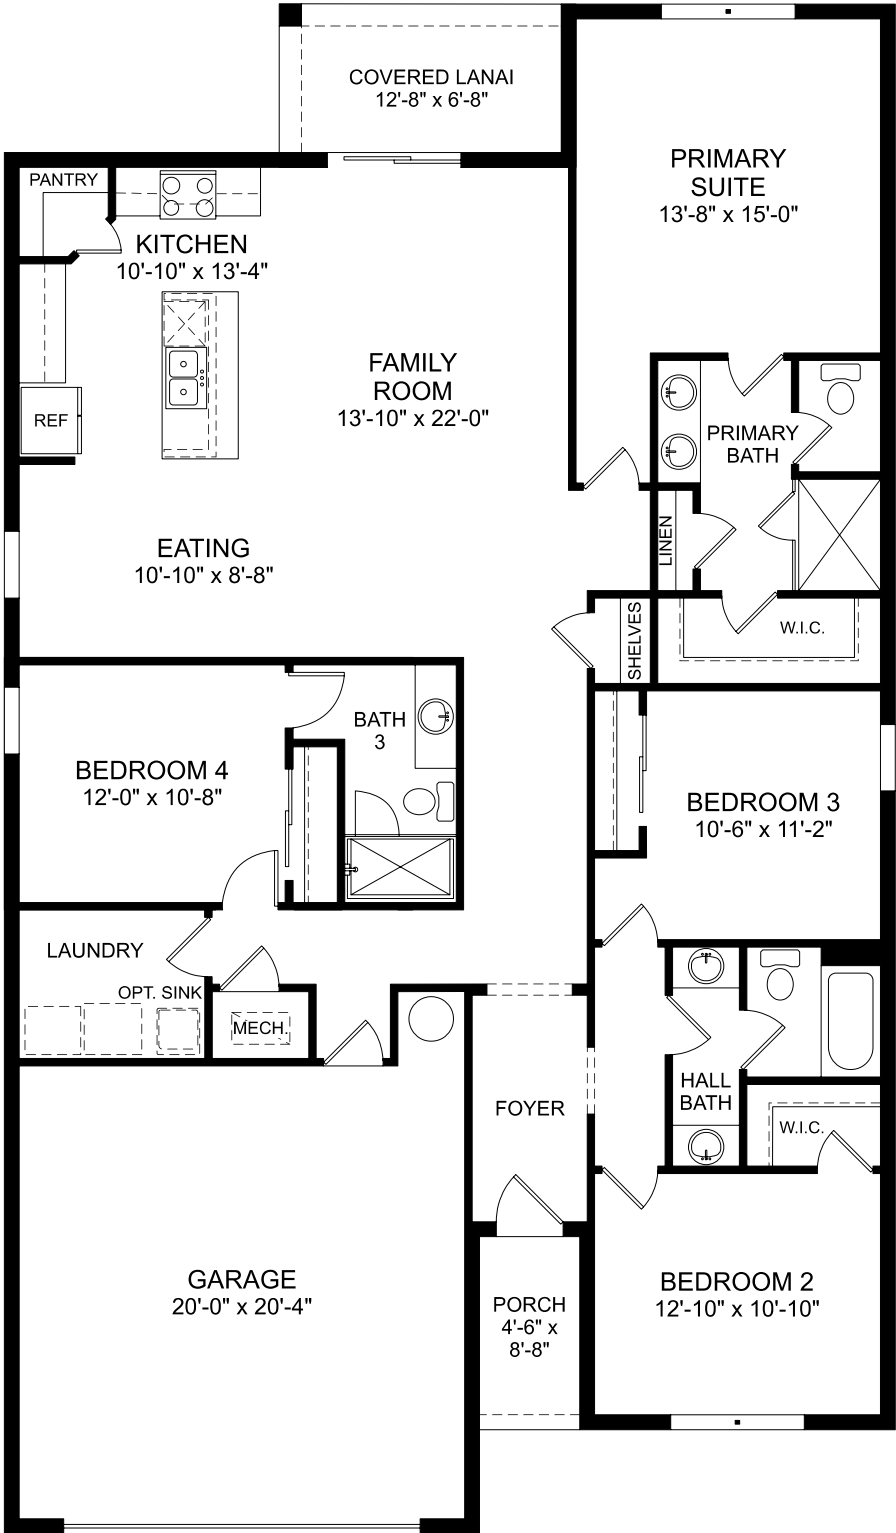 COVERED LANAI
12'-8" x 6'-8"
PRIMARY
SUITE
13'-8" x 15'-0"
PANTRY
KITCHEN
10'-10" x 13'-4"
FAMILY
ROOM
13'-10" x 22'-0"
REF
PRIMARY
BATH
LINEN
EATING
10'-10" x 8'-8"
SHELVES
W.I.C.
BATH
3
BEDROOM 4
12'-0" x 10'-8"
BEDROOM 3
10'-6" x 11'-2"
LAUNDRY
OPT. SINK
MECH.
FOYER
HALL
BATH
W.I.C.
GARAGE
20'-0" x 20'-4"
PORCH
4'-6" x
8'-8"
BEDROOM 2
12'-10" x 10'-10"